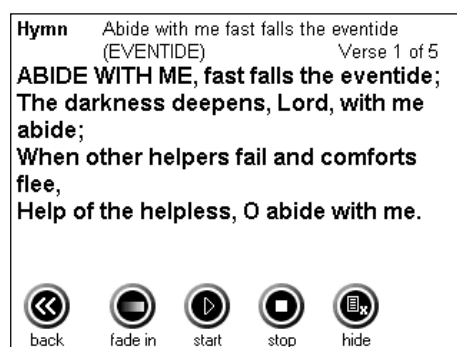 Hymn Abide with me fast falls the eventide
(EVENTIDE) Verse 1 of 5
ABIDE WITH ME, fast falls the eventide;
The darkness deepens, Lord, with me
abide;
When other helpers fail and comforts
flee,
Help of the helpless, O abide with me.
back fade in start stop hide